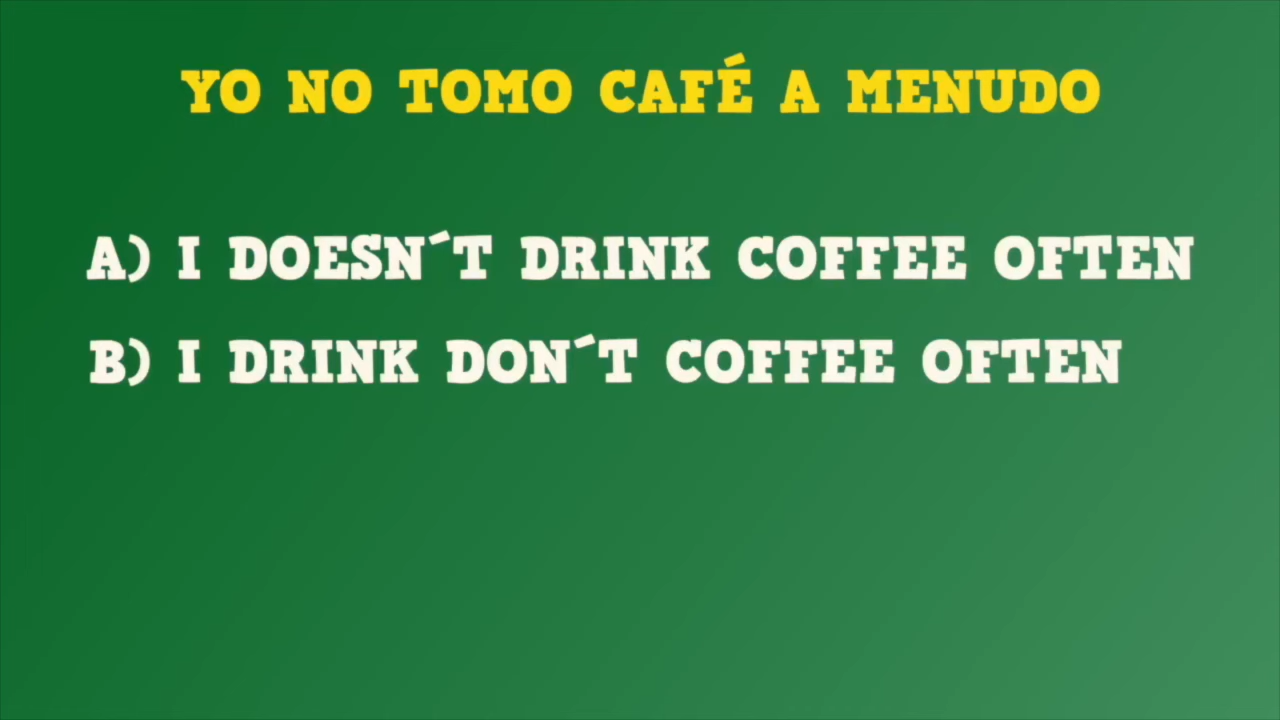 YO NO TOMO CAFÉ A MENUDO
A) I DOESN´T DRINK COFFEE OFTEN
B) I DRINK DON´T COFFEE OFTEN